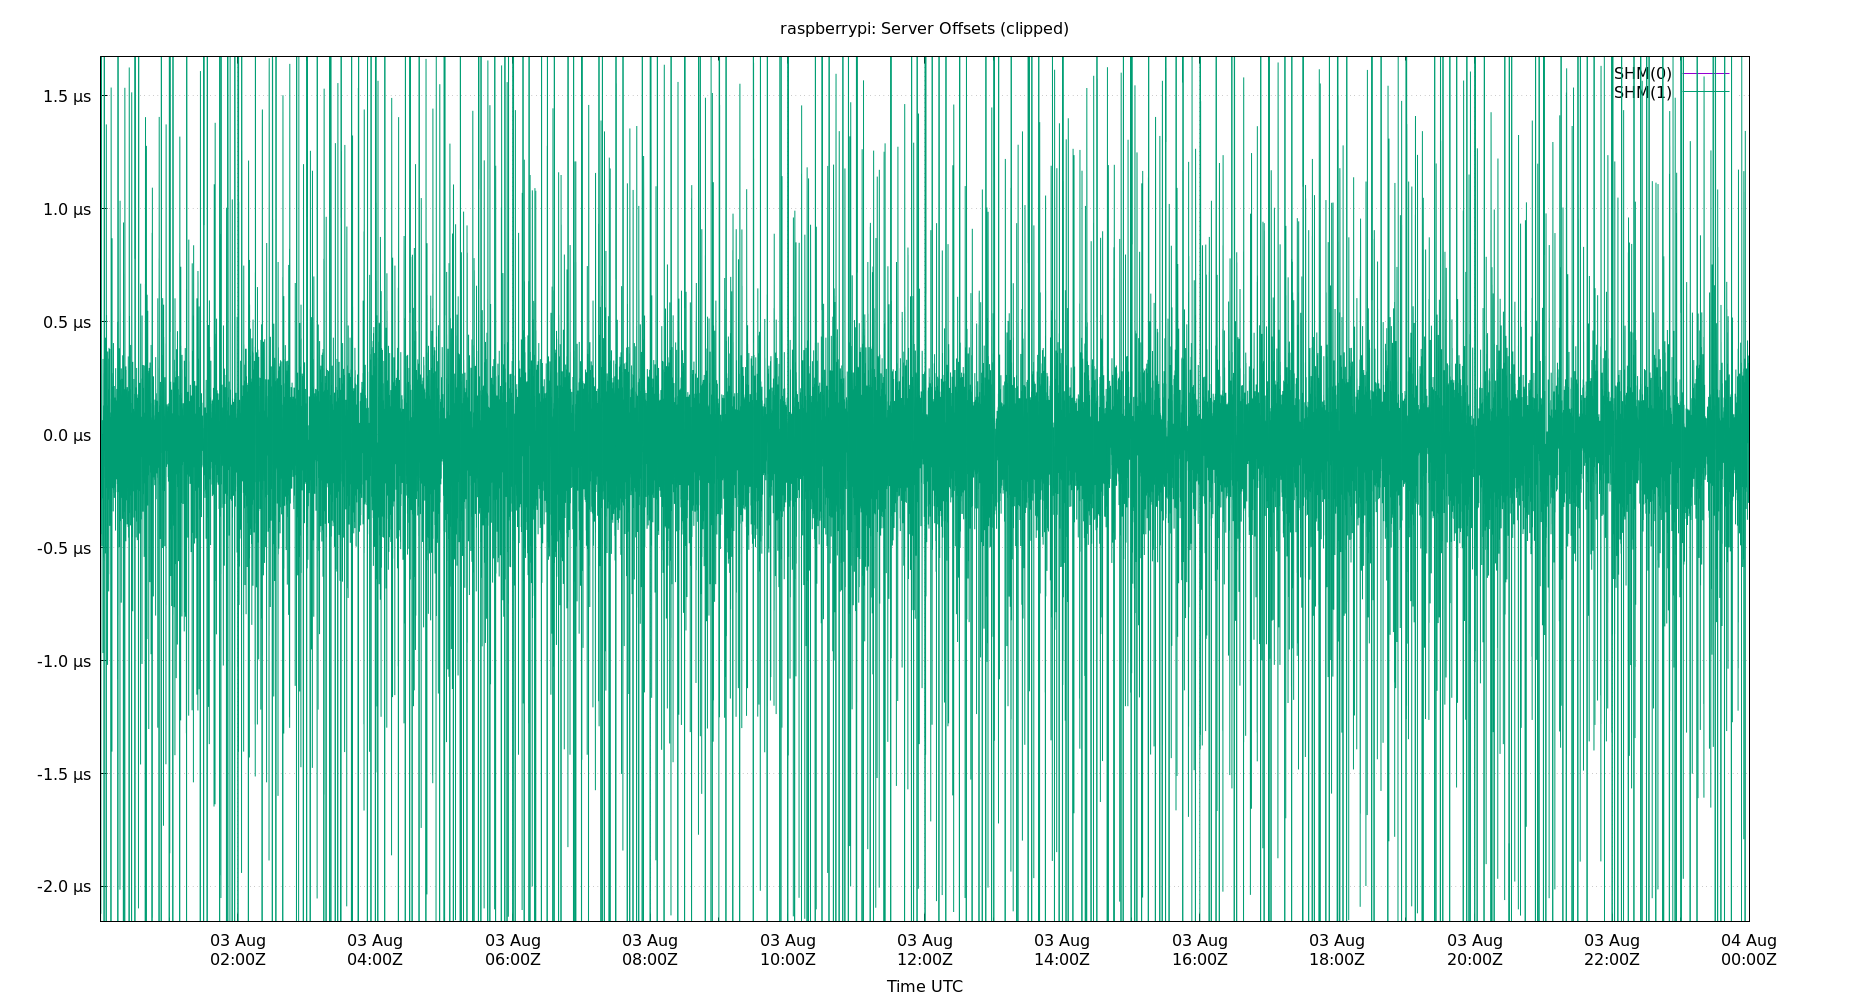 raspberrypi: Server Offsets (clipped)
SHM(0)
SHM(1)
1.5 µs
1.0 µs
0.5 µs
0.0 µs
-0.5 µs
-1.0 µs
-1.5 µs
-2.0 µs
03 Aug 03 Aug 03 Aug 03 Aug 03 Aug 03 Aug 03 Aug 03 Aug 03 Aug 03 Aug 03 Aug 04 Aug
02:00Z 04:00Z 06:00Z 08:00Z 10:00Z 12:00Z 14:00Z 16:00Z 18:00Z 20:00Z 22:00Z 00:00Z
Time UTC